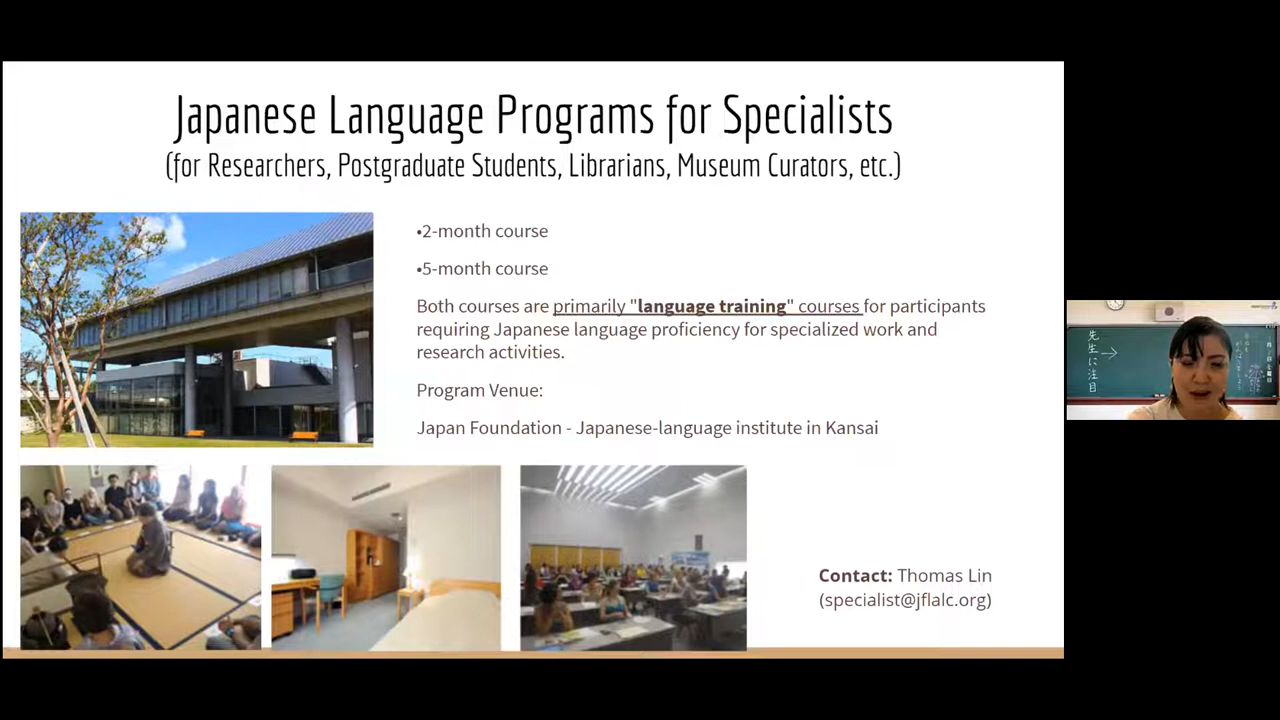 Japanese Language Programs for Specialists
(for Researchers, Postgraduate Students, Librarians, Museum Curators, etc.)
•2-month course
•5-month course
Both courses are primarily "language training" courses for participants
requiring Japanese language proficiency for specialized work and
research activities.
Program Venue:
Japan Foundation - Japanese-language institute in Kansai
Contact: Thomas Lin
(specialist@jflalc.org)
先生に注目